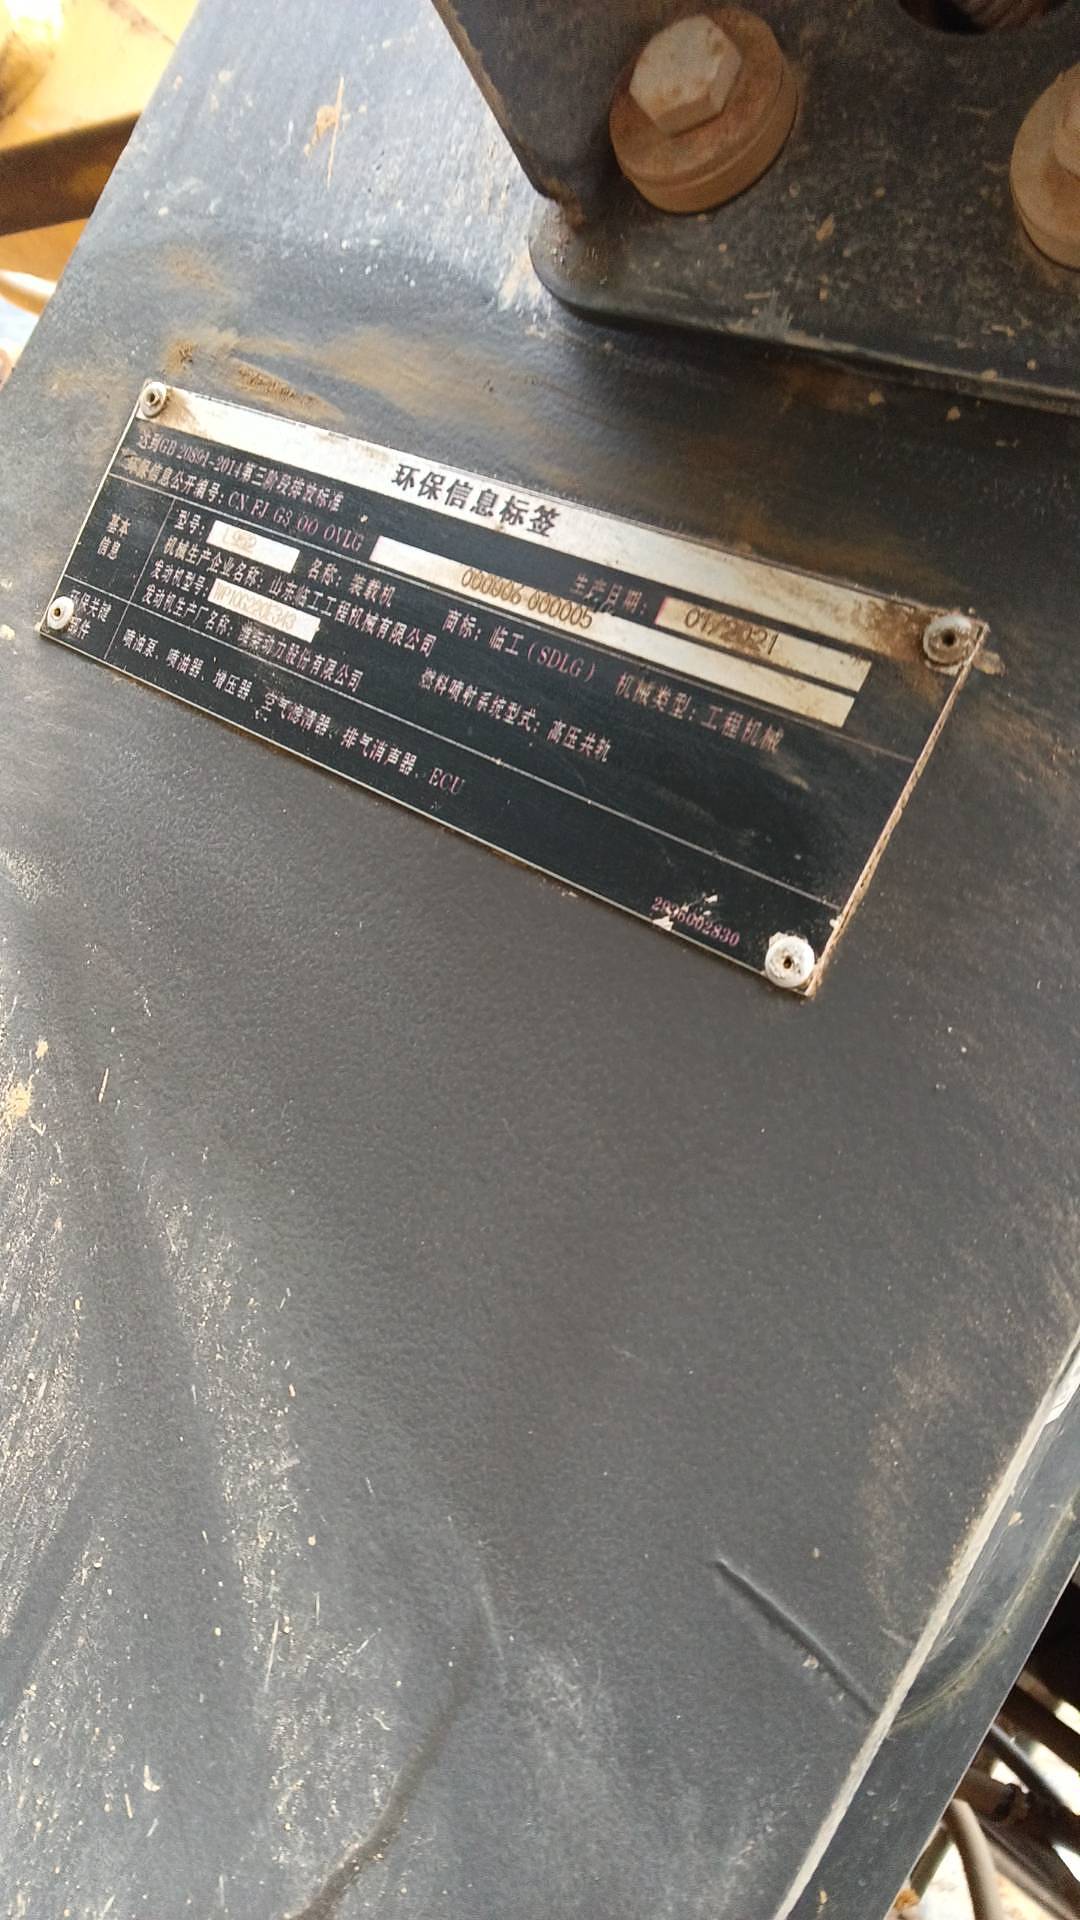 环保信息标签
达到GB 20891-2014第三阶段排放标准
生产日期: 01/2021
环保信息公开编号: CN FJ G3 00 0VLG 000906 000005
基本信息
型号: 名称: 装载机 商标: 临工(SDLG) 机械类型: 工程机械
机械生产企业名称: 山东临工工程机械有限公司
发动机型号: WP10G220E343 燃料喷射系统型式: 高压共轨
发动机生产厂名称: 潍柴动力股份有限公司
环保关键部件
喷油泵、喷油器、增压器、空气滤清器、排气消声器、ECU